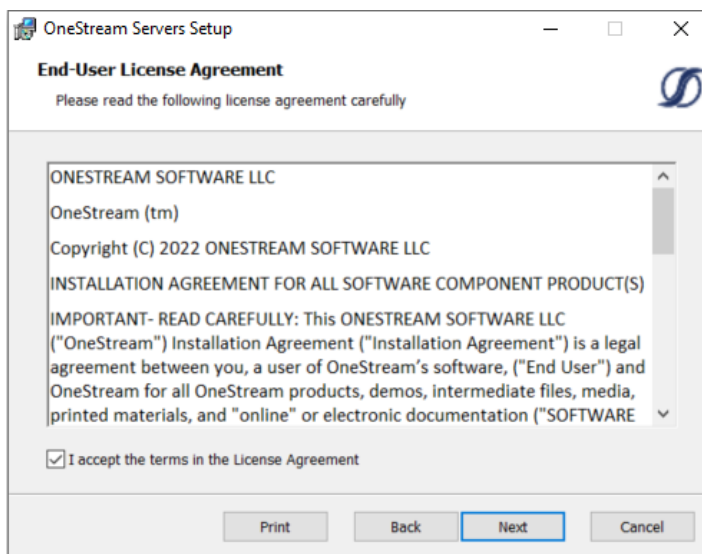 OneStream Servers Setup
End-User License Agreement
Please read the following license agreement carefully
ONESTREAM SOFTWARE LLC
OneStream (tm)
Copyright (C) 2022 ONESTREAM SOFTWARE LLC
INSTALLATION AGREEMENT FOR ALL SOFTWARE COMPONENT PRODUCT(S)
IMPORTANT- READ CAREFULLY: This ONESTREAM SOFTWARE LLC
("OneStream") Installation Agreement ("Installation Agreement") is a legal
agreement between you, a user of OneStream's software, ("End User") and
OneStream for all OneStream products, demos, intermediate files, media,
printed materials, and "online" or electronic documentation ("SOFTWARE
I accept the terms in the License Agreement
Print Back Next Cancel